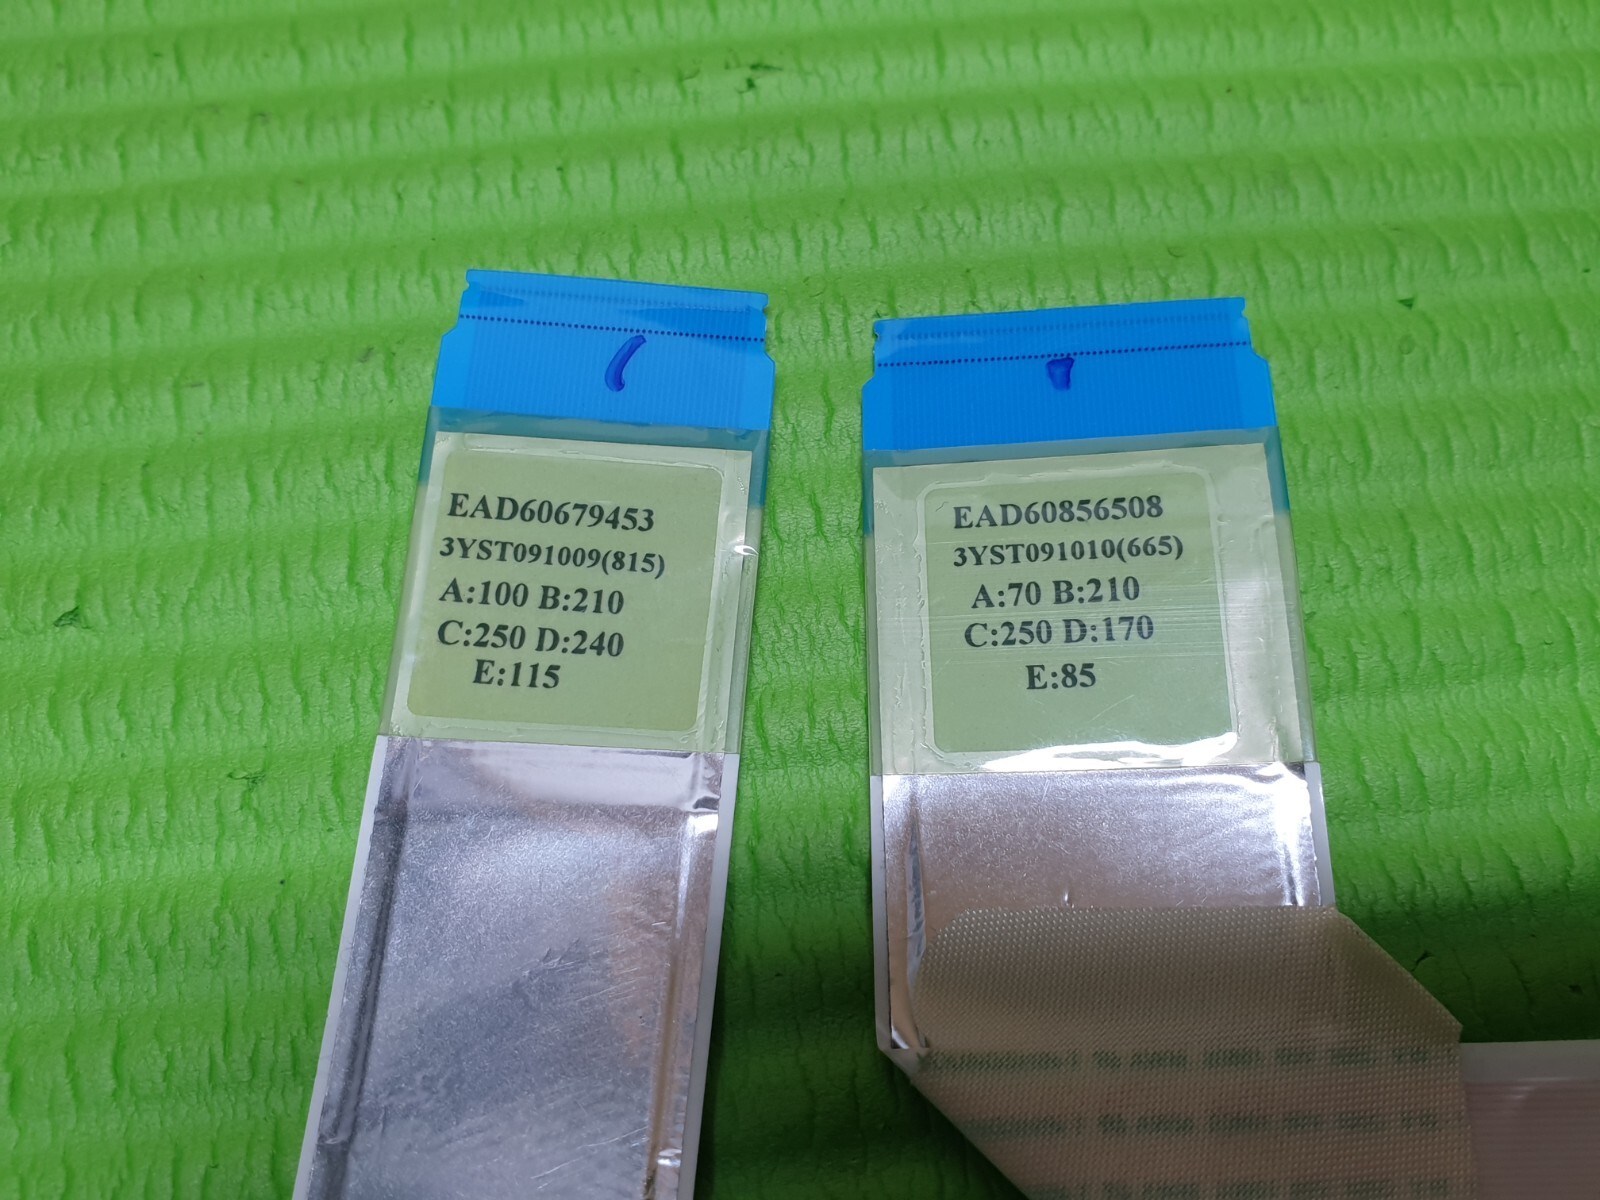 EAD60679453
3YST091009(815)
A:100 B:210
C:250 D:240
E:115
EAD60856508
3YST091010(665)
A:70 B:210
C:250 D:170
E:85